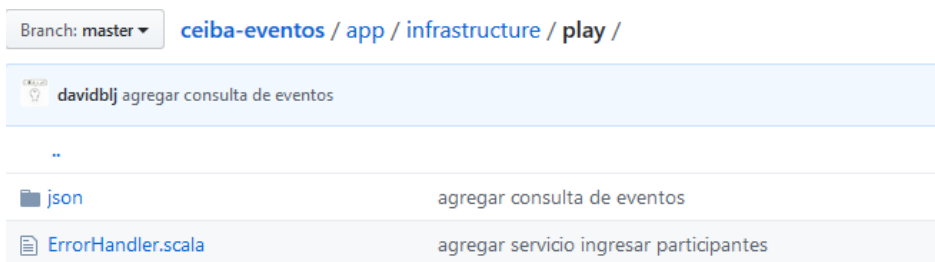 Branch: master ceiba-eventos / app / infrastructure / play /
davidblj agregar consulta de eventos
..
json agregar consulta de eventos
ErrorHandler.scala agregar servicio ingresar participantes